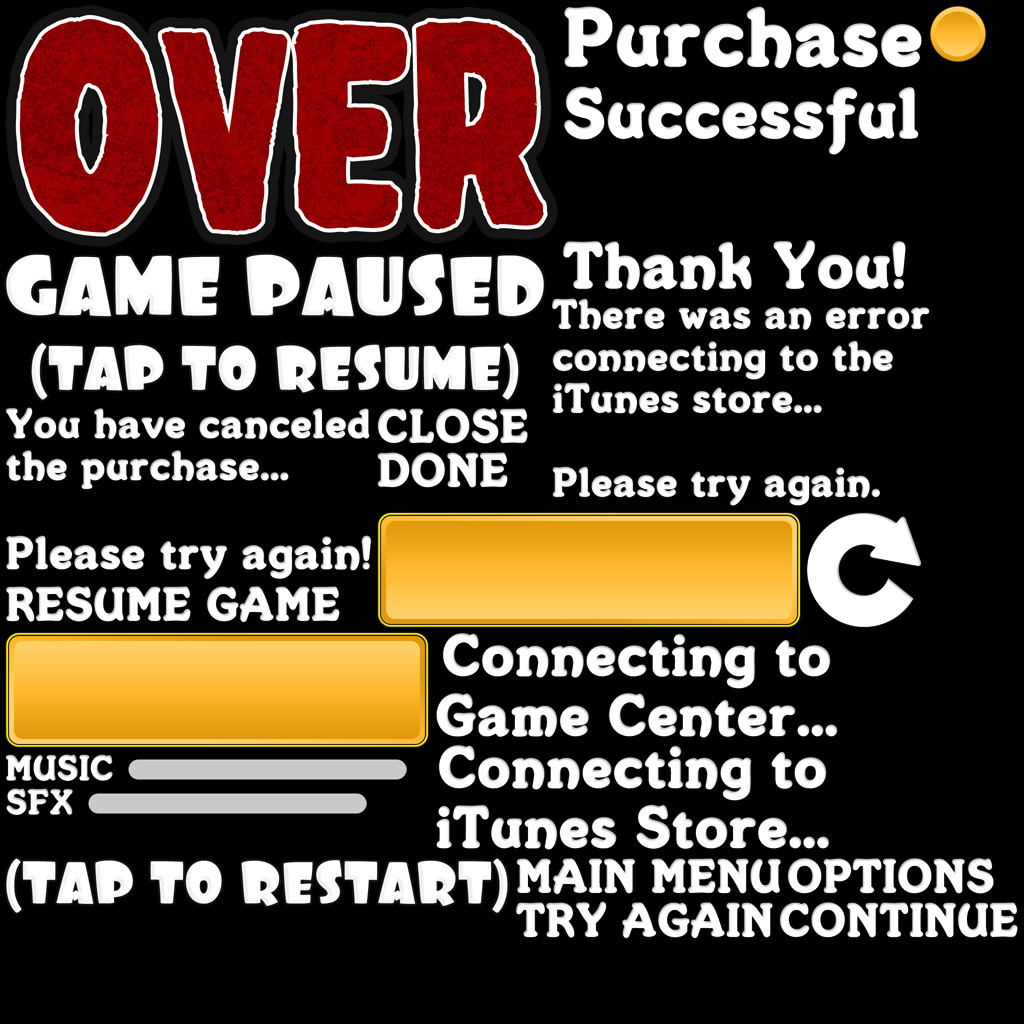 OVER
Purchase
Successful
GAME PAUSED
(TAP TO RESUME)
Thank You!
There was an error
connecting to the
iTunes store...
Please try again.
You have canceled
the purchase...
Please try again!
CLOSE
DONE
RESUME GAME
Connecting to
Game Center...
MUSIC
SFX
Connecting to
iTunes Store...
(TAP TO RESTART)
MAIN MENU
OPTIONS
TRY AGAIN
CONTINUE